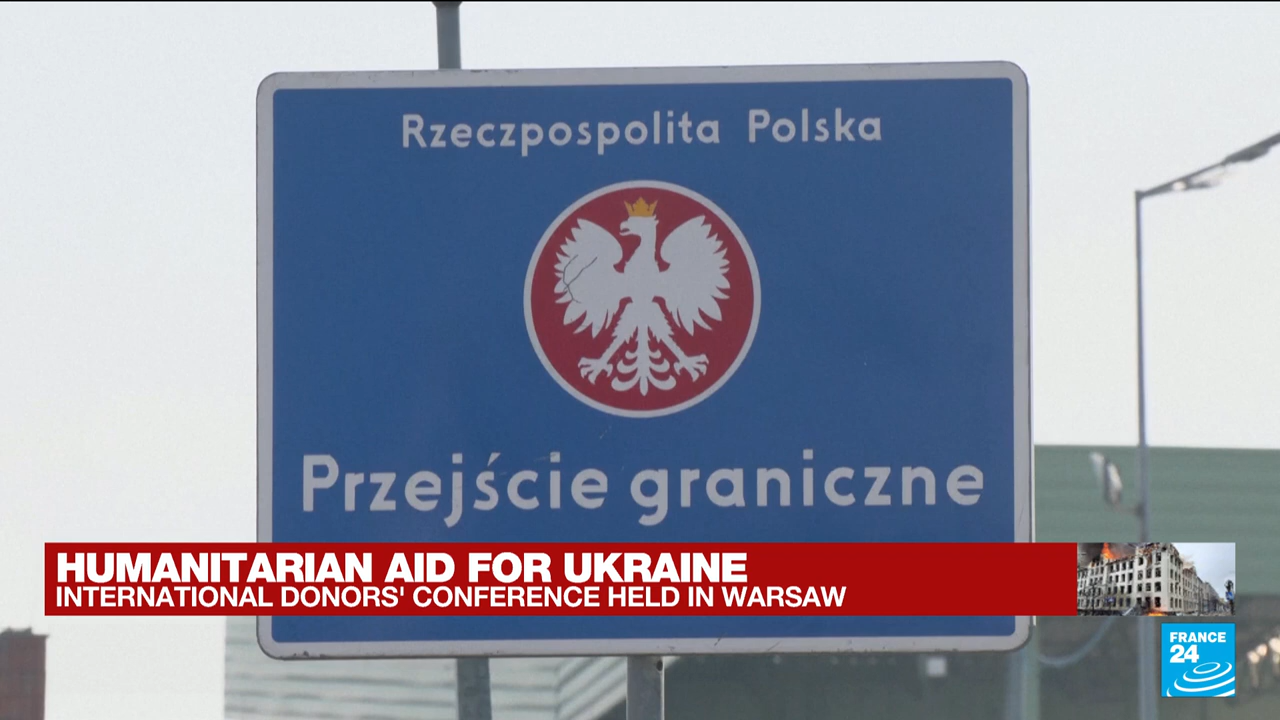 Rzeczpospolita Polska
Przejście graniczne
HUMANITARIAN AID FOR UKRAINE
INTERNATIONAL DONORS' CONFERENCE HELD IN WARSAW
FRANCE
24